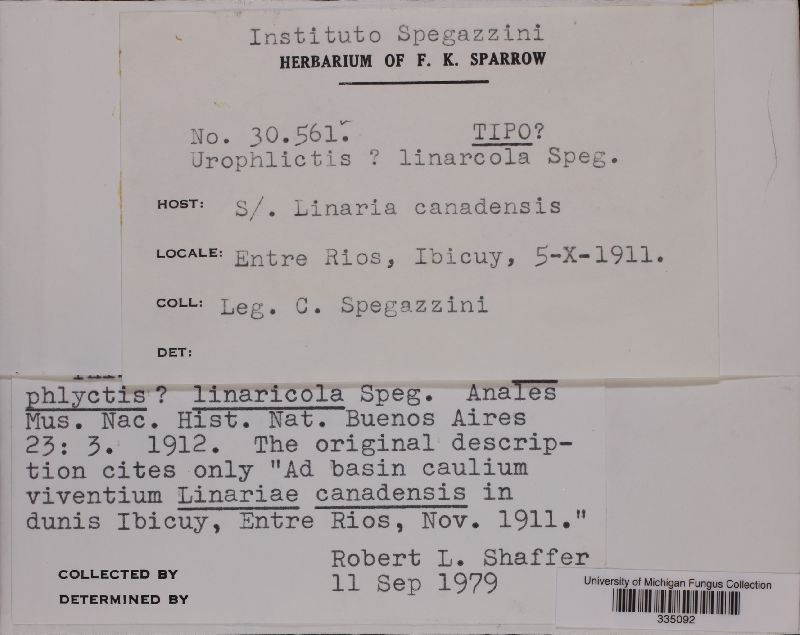 Instituto Spegazzini
HERBARIUM OF F. K. SPARROW
No. 30.561. TIPO?
Urophlictis ? linarcola Speg.
HOST: S/. Linaria canadensis
LOCALE: Entre Rios, Ibicuy, 5-X-1911.
COLL: Leg. C. Spegazzini
DET:
phlyctis ? linaricola Speg. Anales
Mus. Nac. Hist. Nat. Buenos Aires
23: 3. 1912. The original descrip-
tion cites only "Ad basin caulium
viventium Linariae canadensis in
dunis Ibicuy, Entre Rios, Nov. 1911."
Robert L. Shaffer
COLLECTED BY 11 Sep 1979
DETERMINED BY
University of Michigan Fungus Collection
335092